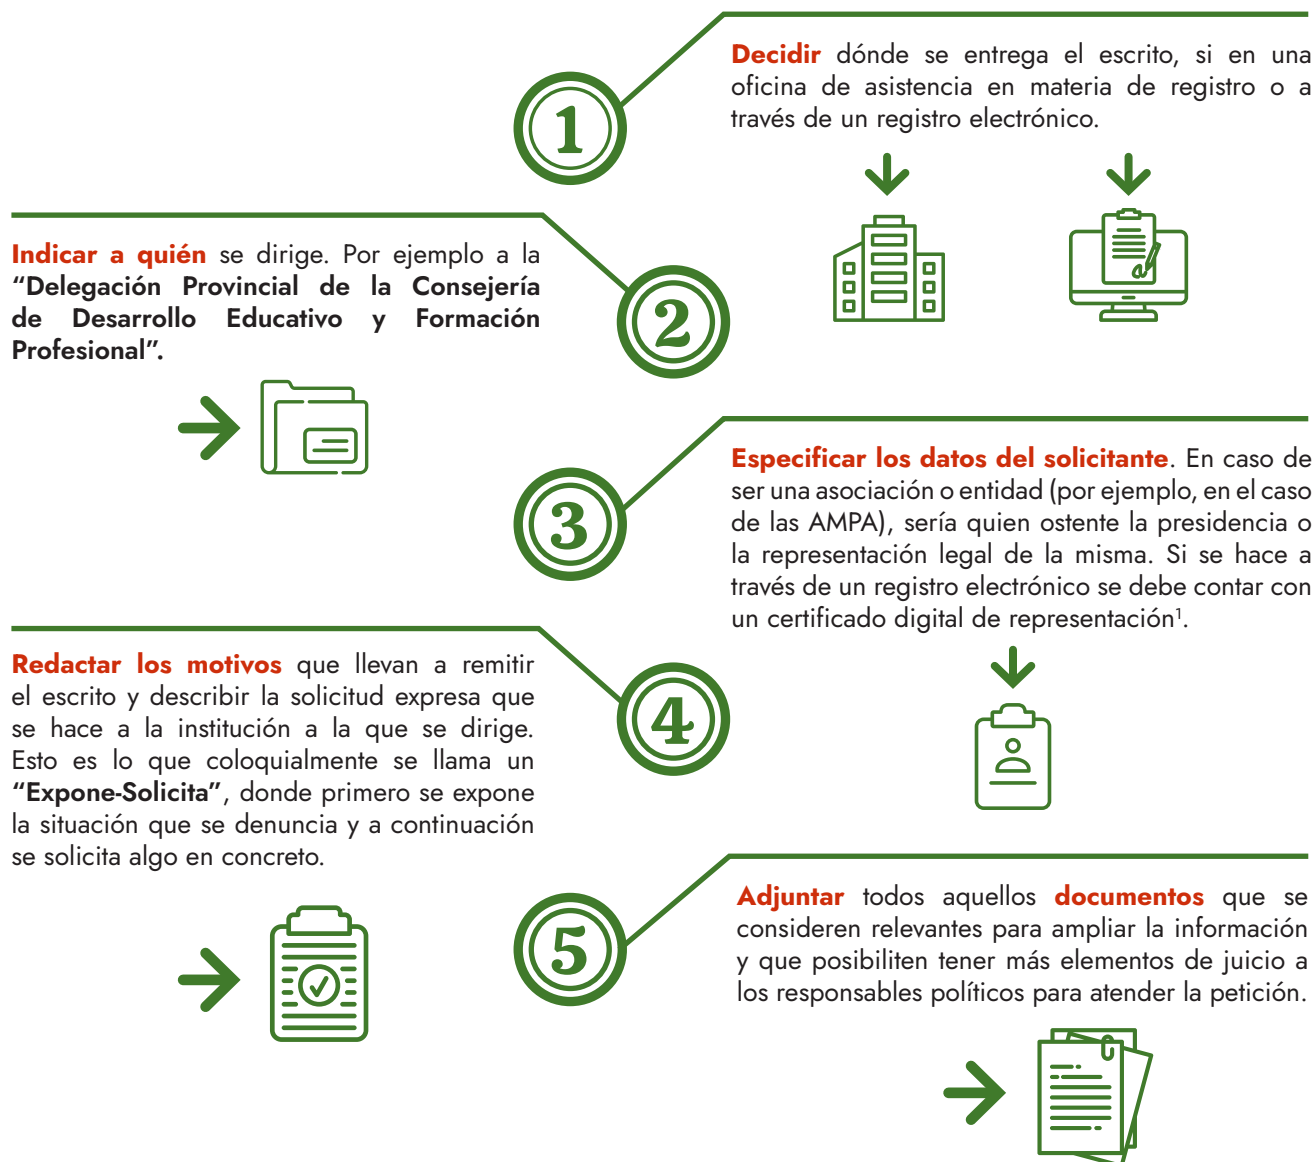 1
Decidir dónde se entrega el escrito, si en una
oficina de asistencia en materia de registro o a
través de un registro electrónico.
2
Indicar a quién se dirige. Por ejemplo a la
“Delegación Provincial de la Consejería
de Desarrollo Educativo y Formación
Profesional”.
3
Especificar los datos del solicitante. En caso de
ser una asociación o entidad (por ejemplo, en el caso
de las AMPA), sería quien ostente la presidencia o
la representación legal de la misma. Si se hace a
través de un registro electrónico se debe contar con
un certificado digital de representación¹.
4
Redactar los motivos que llevan a remitir
el escrito y describir la solicitud expresa que
se hace a la institución a la que se dirige.
Esto es lo que coloquialmente se llama un
“Expone-Solicita”, donde primero se expone
la situación que se denuncia y a continuación
se solicita algo en concreto.
5
Adjuntar todos aquellos documentos que se
consideren relevantes para ampliar la información
y que posibiliten tener más elementos de juicio a
los responsables políticos para atender la petición.